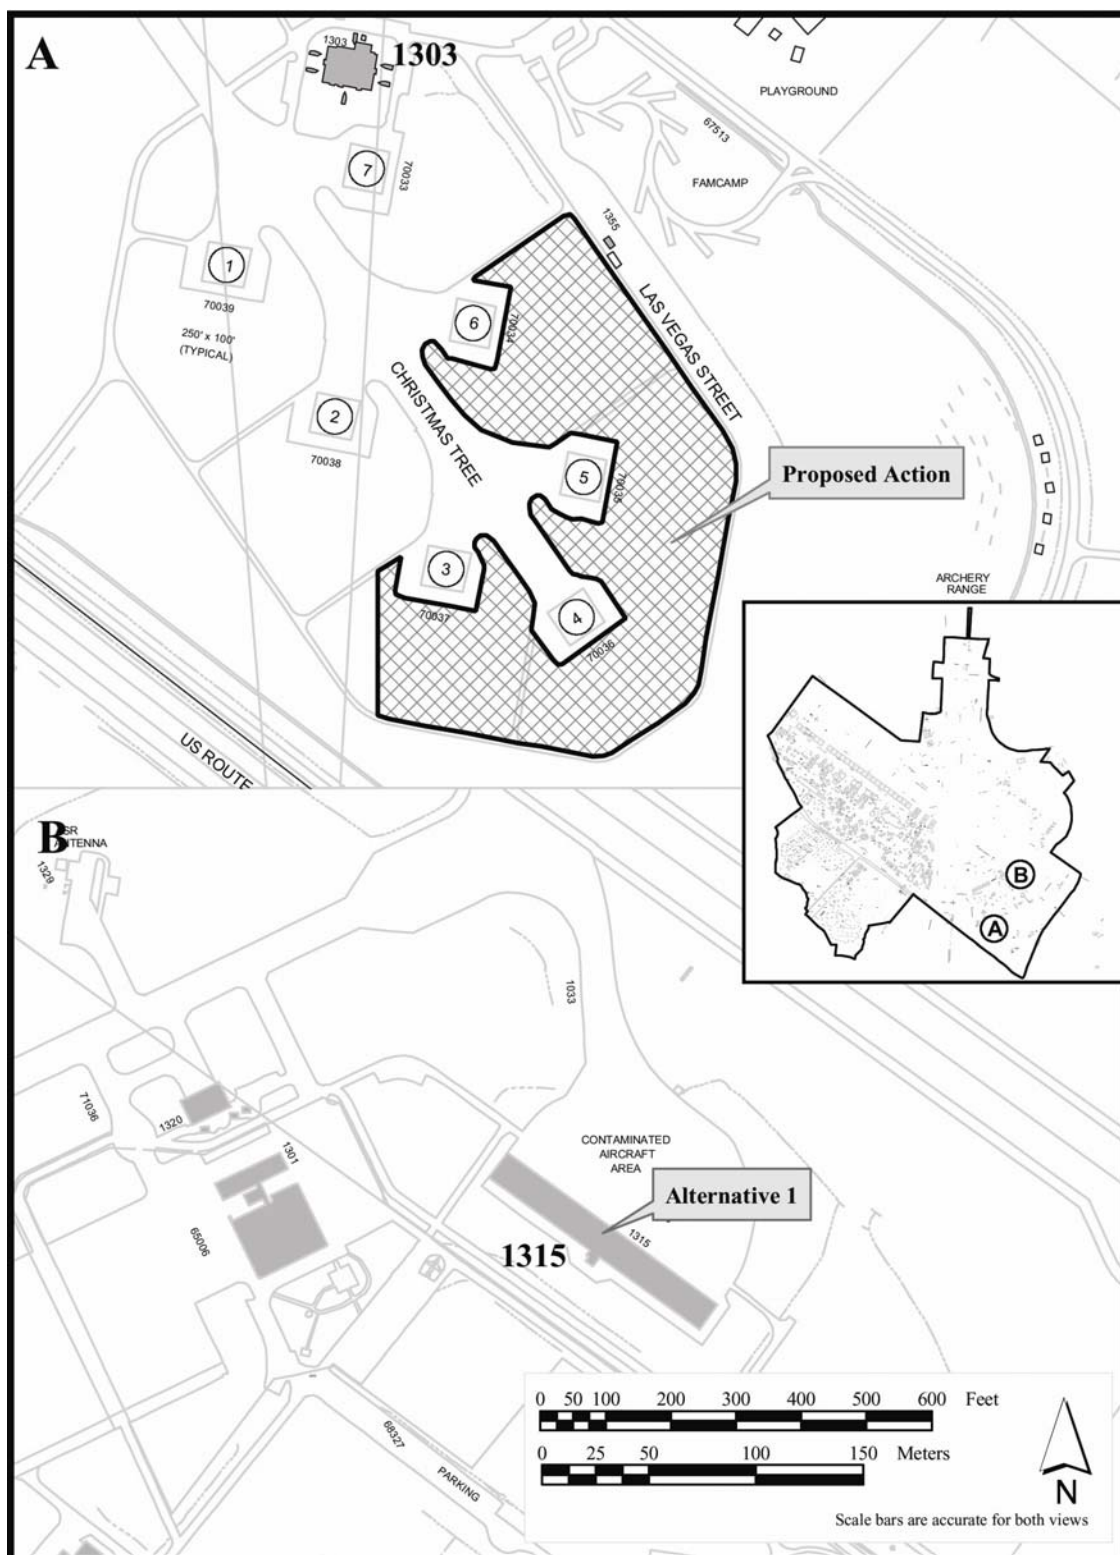 A
1303
1303
PLAYGROUND
67513
FAMCAMP
7
70033
1355
1
70039
250' x 100'
(TYPICAL)
6
70034
LAS VEGAS STREET
CHRISTMAS TREE
2
70038
5
70035
Proposed Action
3
70037
4
70036
ARCHERY
RANGE
US ROUTE
B
A
B
SR
ANTENNA
1329
1033
71036
1320
1301
65006
CONTAMINATED
AIRCRAFT
AREA
Alternative 1
1315
1315
68327
PARKING
0 50 100 200 300 400 500 600 Feet
0 25 50 100 150 Meters
N
Scale bars are accurate for both views